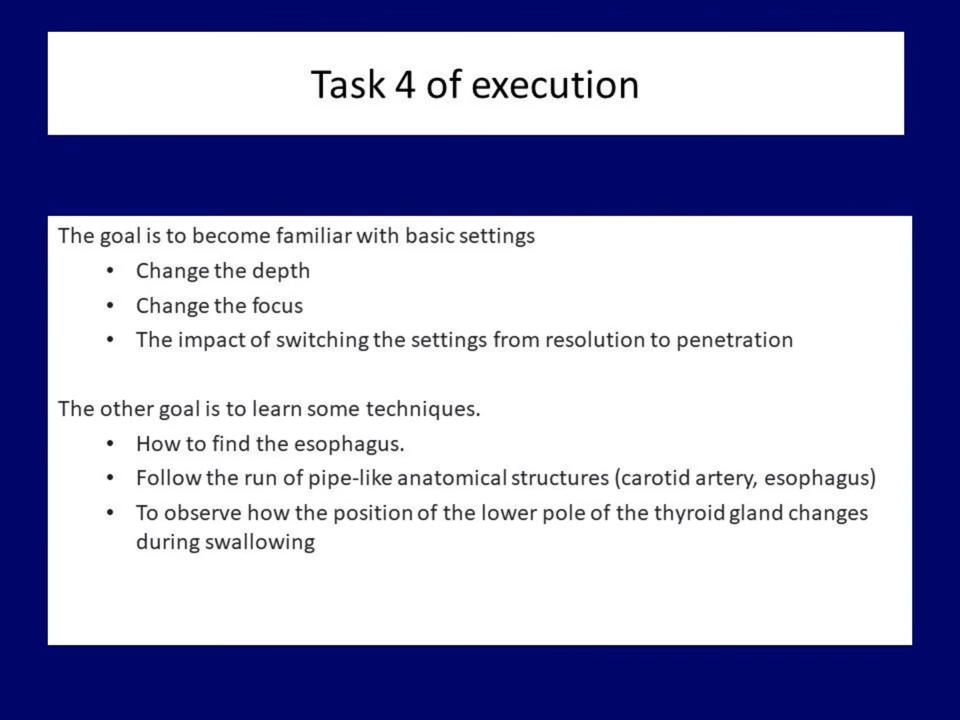 Task 4 of execution
The goal is to become familiar with basic settings
• Change the depth
• Change the focus
• The impact of switching the settings from resolution to penetration
The other goal is to learn some techniques.
• How to find the esophagus.
• Follow the run of pipe-like anatomical structures (carotid artery, esophagus)
• To observe how the position of the lower pole of the thyroid gland changes
during swallowing